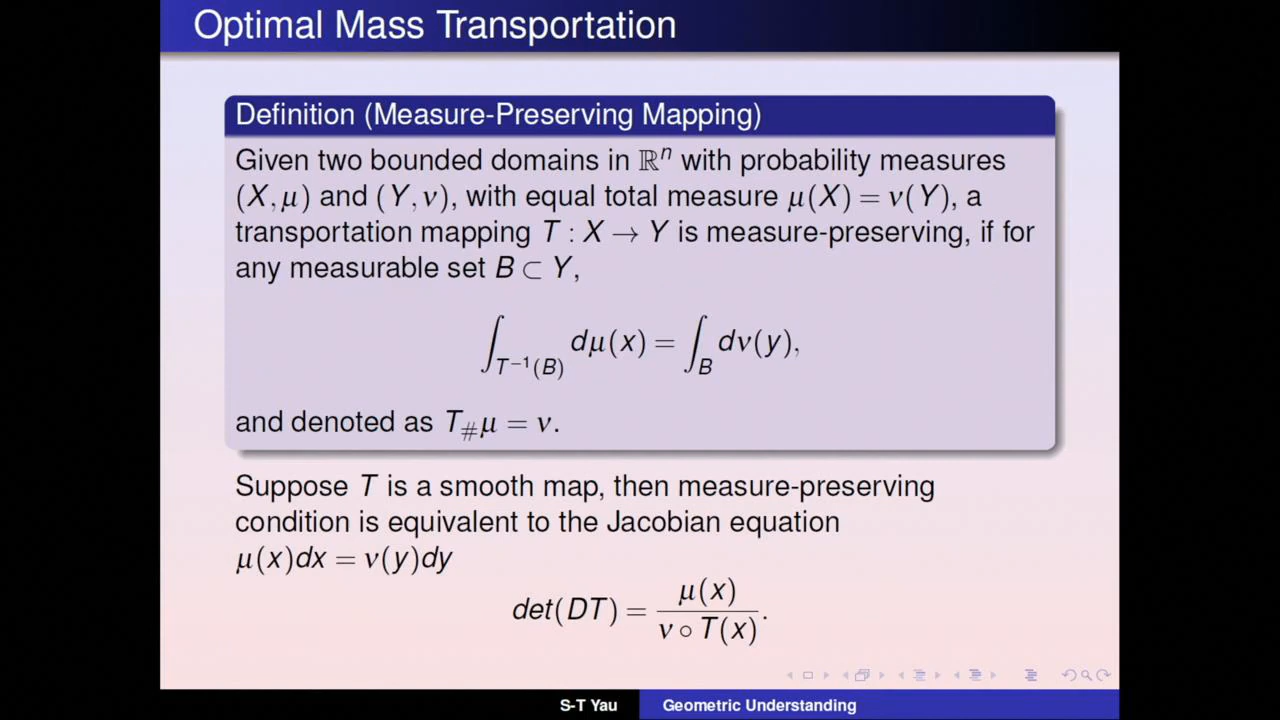 Optimal Mass Transportation
Definition (Measure-Preserving Mapping)
Given two bounded domains in ℝⁿ with probability measures
(X, μ) and (Y, ν), with equal total measure μ(X) = ν(Y), a
transportation mapping T : X → Y is measure-preserving, if for
any measurable set B ⊂ Y,
∫_{T⁻¹(B)} dμ(x) = ∫_B dν(y),
and denoted as T_#μ = ν.
Suppose T is a smooth map, then measure-preserving
condition is equivalent to the Jacobian equation
μ(x)dx = ν(y)dy
det(DT) = μ(x) / ν ∘ T(x).
S-T Yau Geometric Understanding